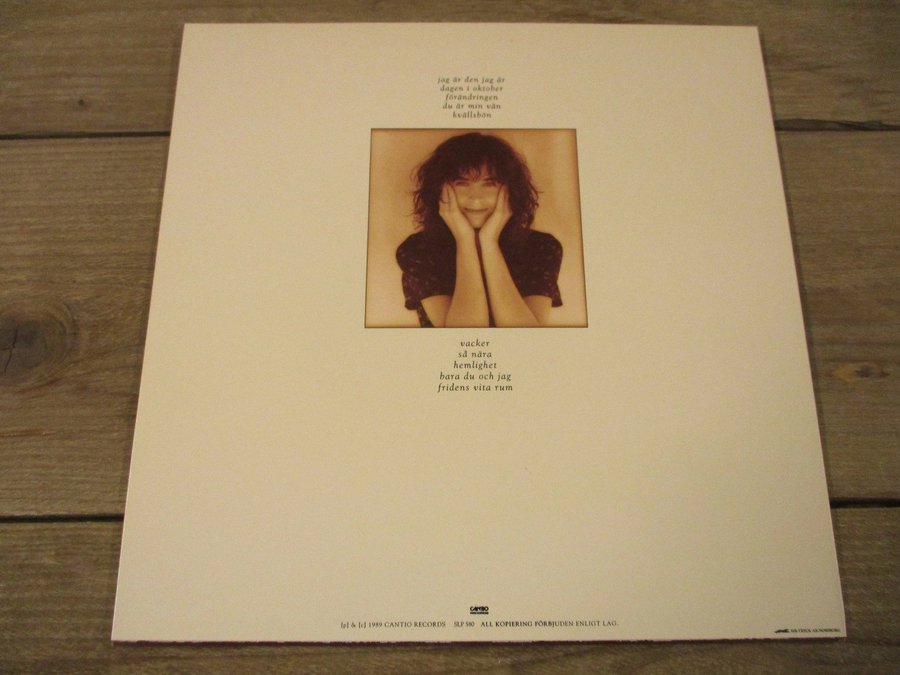 jag är den jag är
dagen i oktober
förändringen
du är min vän
kvällsbön
vacker
så nära
hemlighet
bara du och jag
fridens vita rum
CANTIO
[p] & [c] 1989 CANTIO RECORDS SLP 580 ALL KOPIERING FÖRBJUDEN ENLIGT LAG.